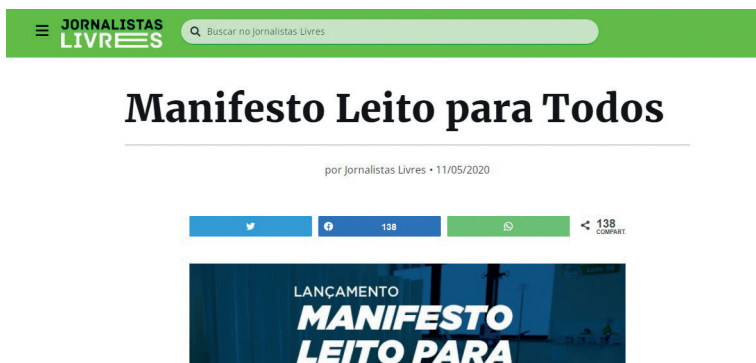 JORNALISTAS
LIVRES
Buscar no Jornalistas Livres
Manifesto Leito para Todos
por Jornalistas Livres • 11/05/2020
138
138
COMPART.
LANÇAMENTO
MANIFESTO
LEITO PARA